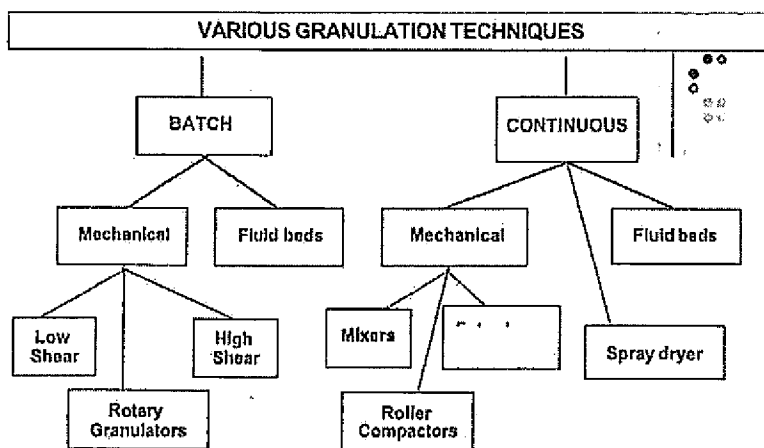 VARIOUS GRANULATION TECHNIQUES
BATCH
CONTINUOUS
Mechanical
Fluid beds
Mechanical
Fluid beds
Low
Shear
High
Shear
Mixers
Spray dryer
Rotary
Granulators
Roller
Compactors